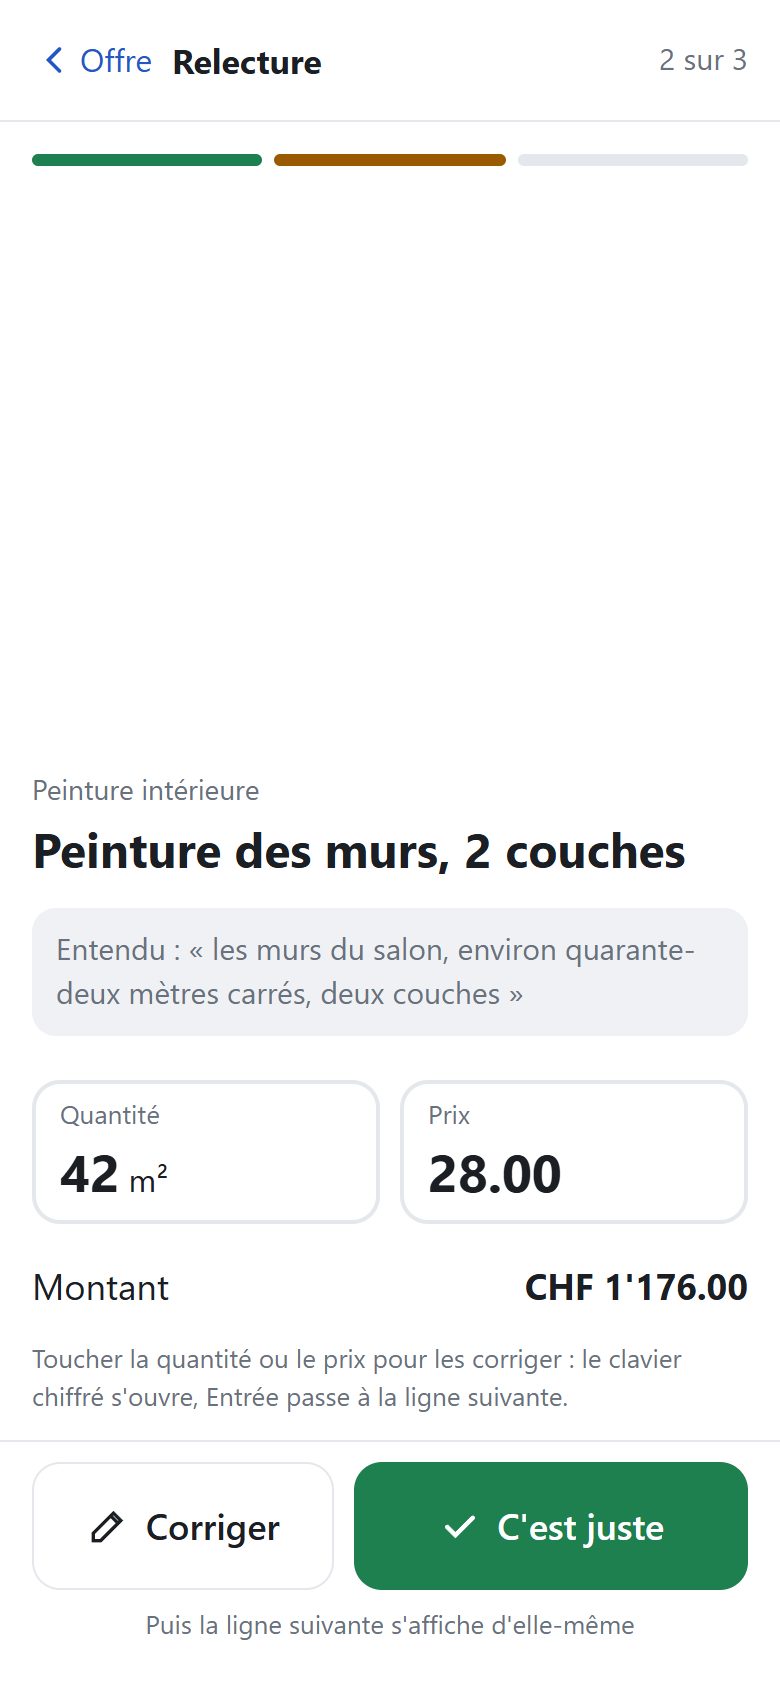 Offre Relecture 2 sur 3
Peinture intérieure
Peinture des murs, 2 couches
Entendu : « les murs du salon, environ quarante-
deux mètres carrés, deux couches »
Quantité Prix
42 m² 28.00
Montant CHF 1'176.00
Toucher la quantité ou le prix pour les corriger : le clavier
chiffré s'ouvre, Entrée passe à la ligne suivante.
Corriger C'est juste
Puis la ligne suivante s'affiche d'elle-même